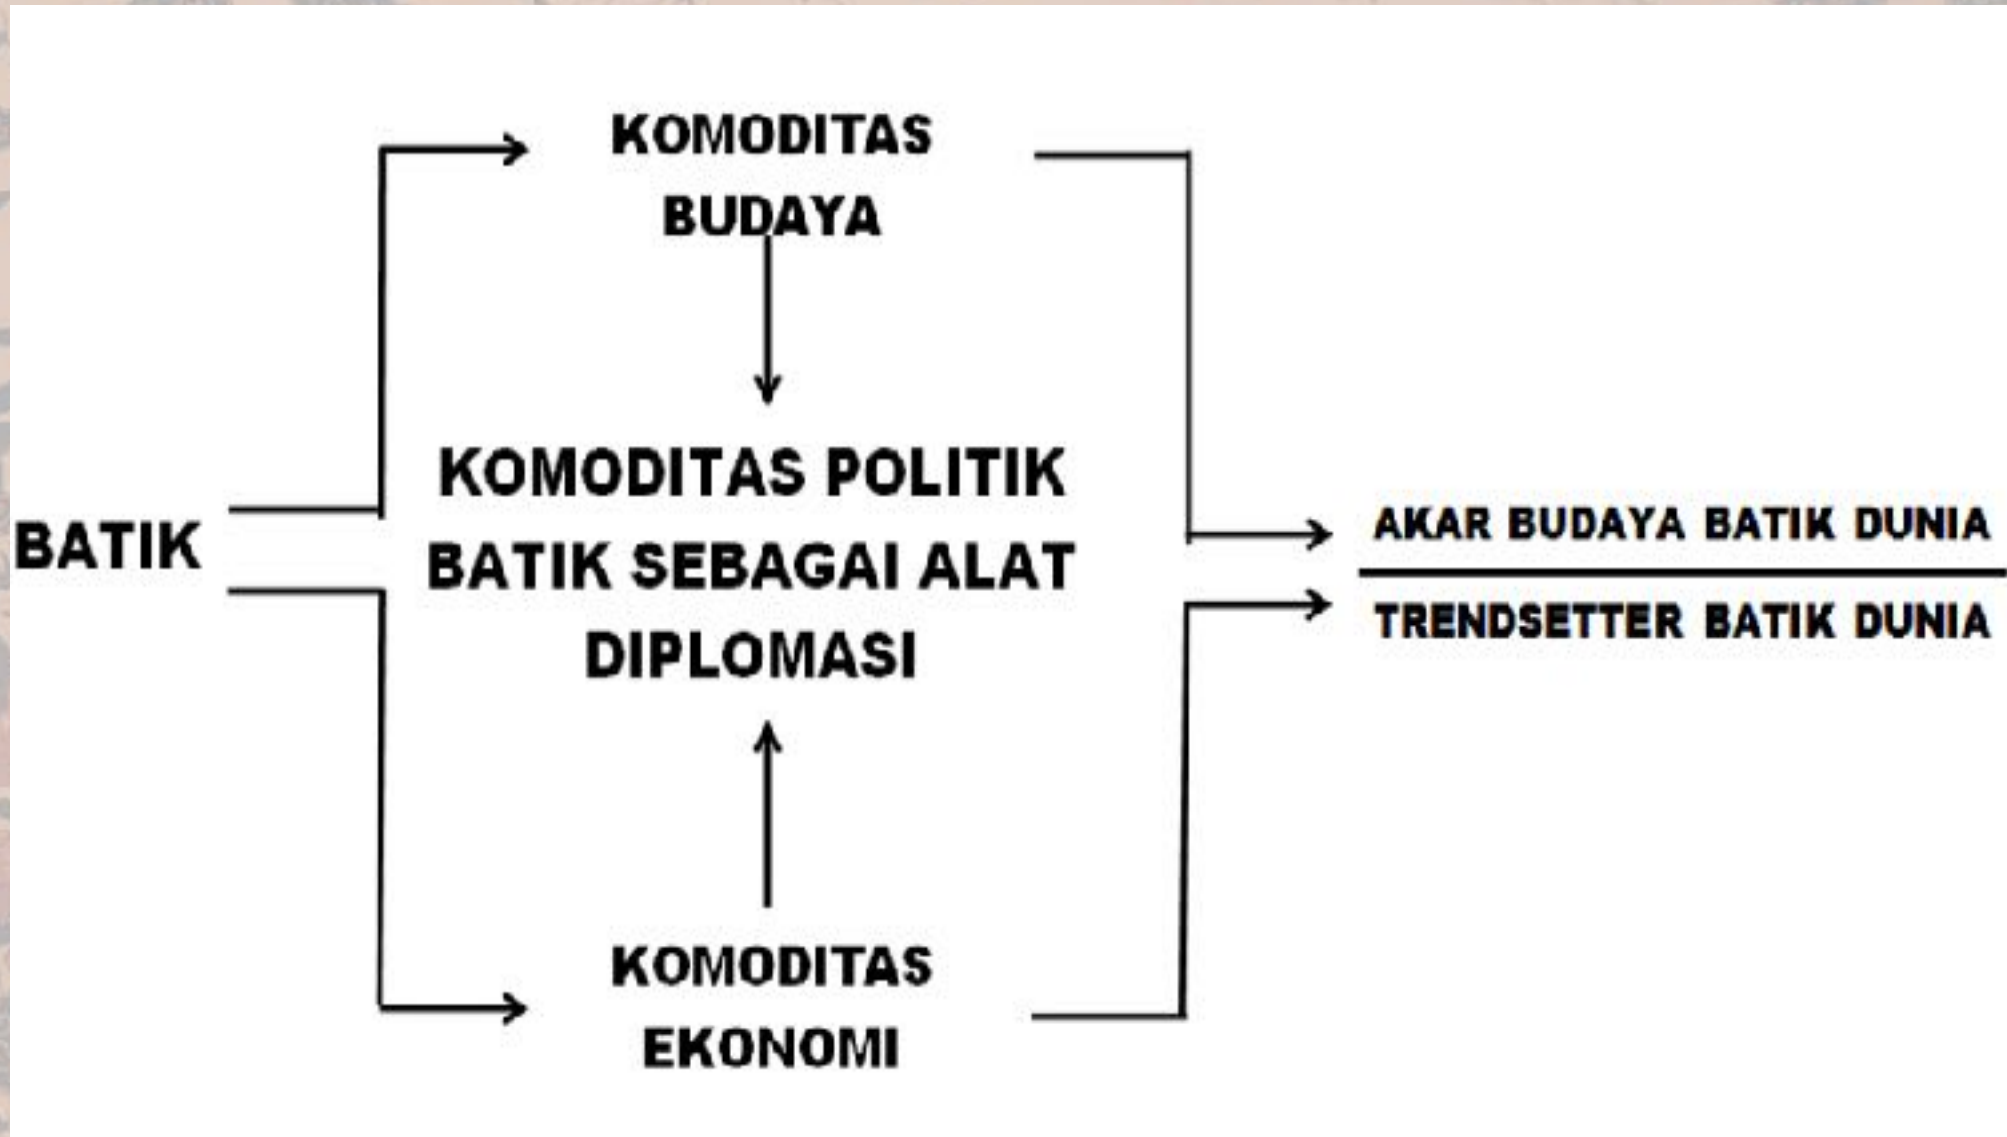 BATIK
KOMODITAS
BUDAYA
KOMODITAS POLITIK
BATIK SEBAGAI ALAT
DIPLOMASI
KOMODITAS
EKONOMI
AKAR BUDAYA BATIK DUNIA
TRENDSETTER BATIK DUNIA